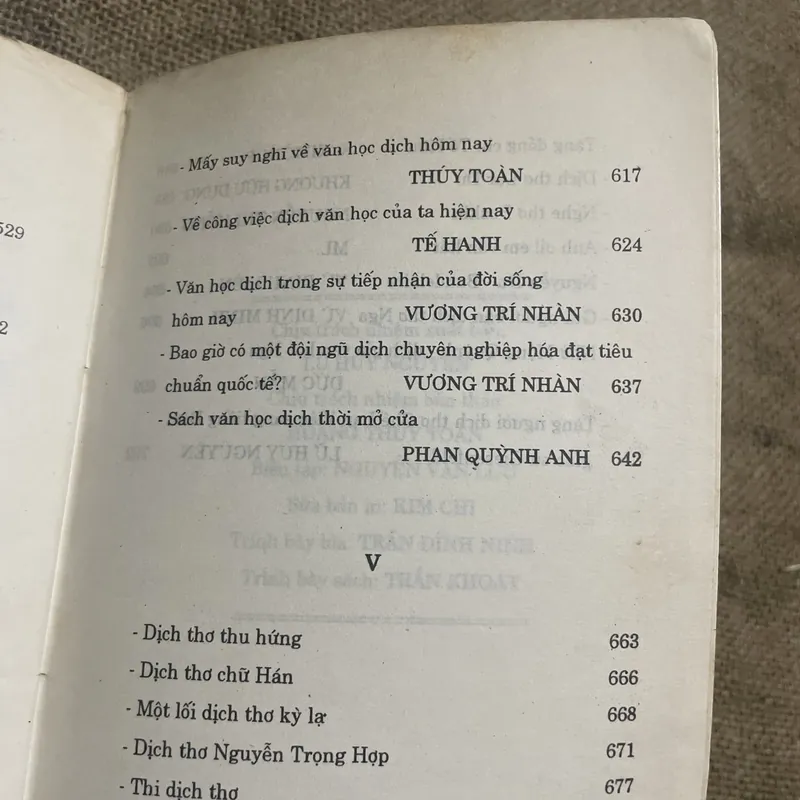 529
2
- Mấy suy nghĩ về văn học dịch hôm nay
THÚY TOÀN 617
- Về công việc dịch văn học của ta hiện nay
TẾ HANH 624
- Văn học dịch trong sự tiếp nhận của đời sống
hôm nay VƯƠNG TRÍ NHÀN 630
- Bao giờ có một đội ngũ dịch chuyên nghiệp hóa đạt tiêu
chuẩn quốc tế? VƯƠNG TRÍ NHÀN 637
- Sách văn học dịch thời mở cửa
PHAN QUỲNH ANH 642
V
- Dịch thơ thu hứng 663
- Dịch thơ chữ Hán 666
- Một lối dịch thơ kỳ lạ 668
- Dịch thơ Nguyễn Trọng Hợp 671
- Thi dịch thơ 677